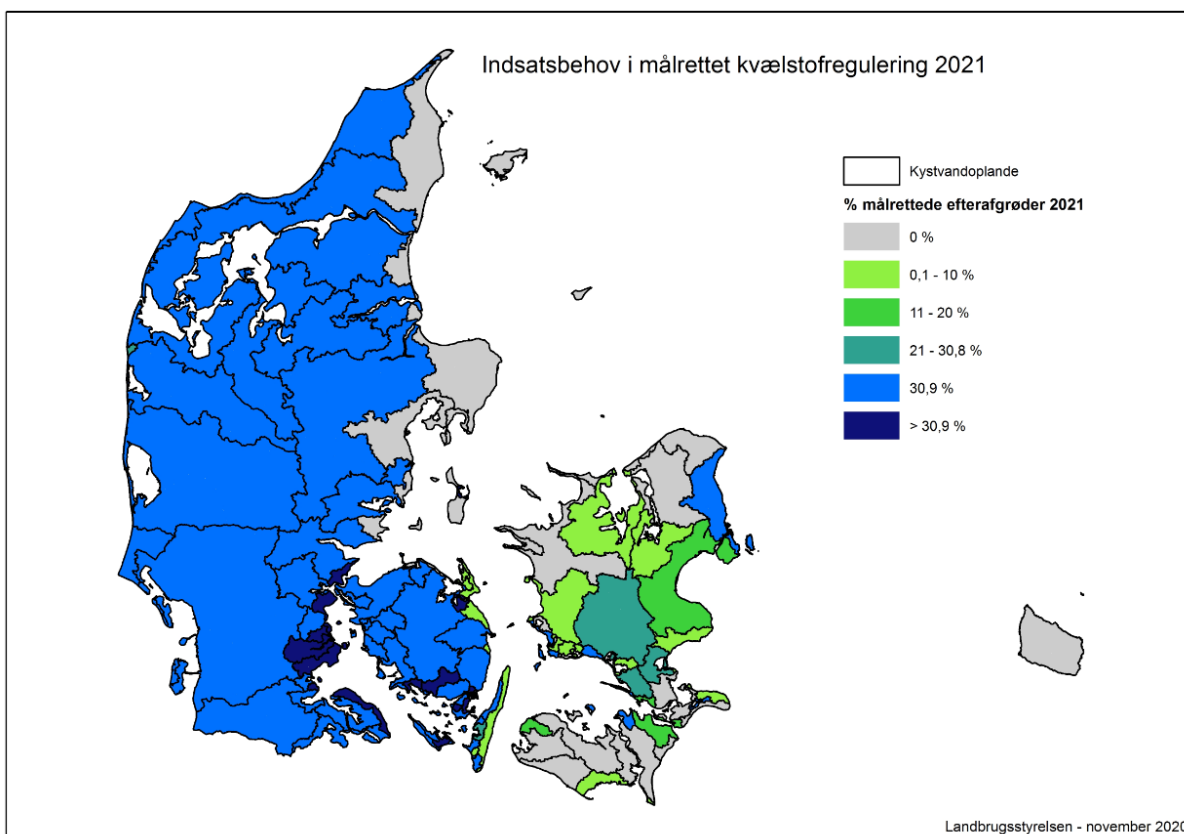 Indsatsbehov i målrettet kvælstofregulering 2021
Kystvandoplande
% målrettede efterafgrøder 2021
0 %
0,1 - 10 %
11 - 20 %
21 - 30,8 %
30,9 %
> 30,9 %
Landbrugsstyrelsen - november 2020